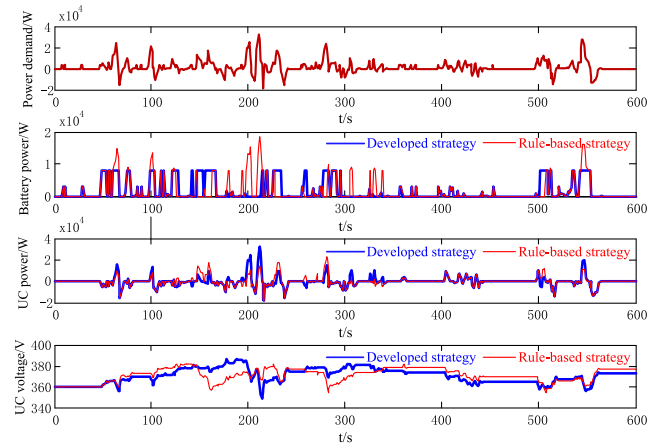 ×10⁴
Power demand/W
4
2
0
−2
0 100 200 300 400 500 600
t/s
×10⁴
Battery power/W
2
1
0
Developed strategy Rule-based strategy
0 100 200 300 400 500 600
t/s
×10⁴
UC power/W
4
2
0
−2
Developed strategy Rule-based strategy
0 100 200 300 400 500 600
t/s
UC voltage/V
400
380
360
340
Developed strategy Rule-based strategy
0 100 200 300 400 500 600
t/s